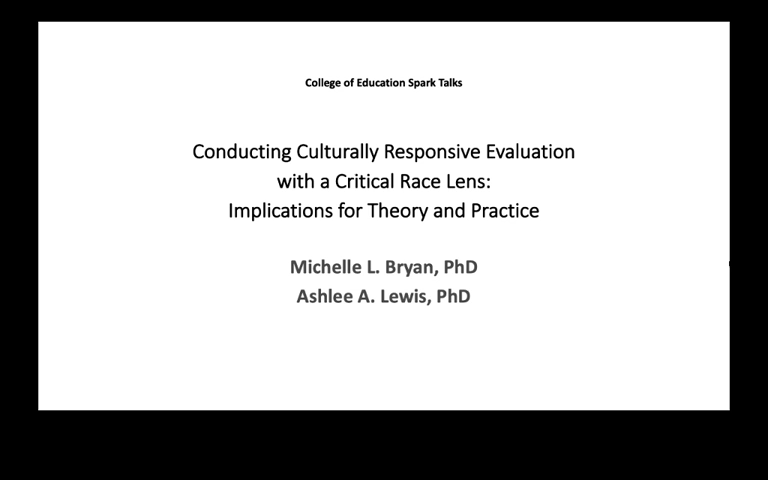 College of Education Spark Talks
Conducting Culturally Responsive Evaluation
with a Critical Race Lens:
Implications for Theory and Practice
Michelle L. Bryan, PhD
Ashlee A. Lewis, PhD